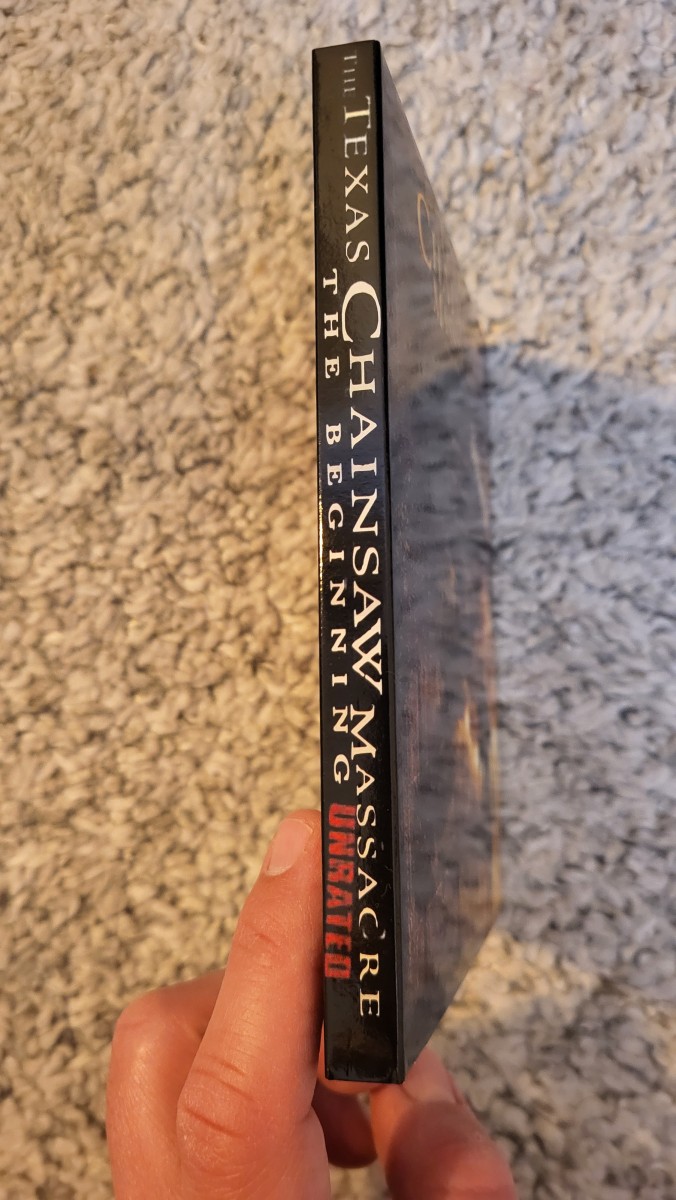 THE TEXAS CHAINSAW MASSACRE
THE BEGINNING UNRATED